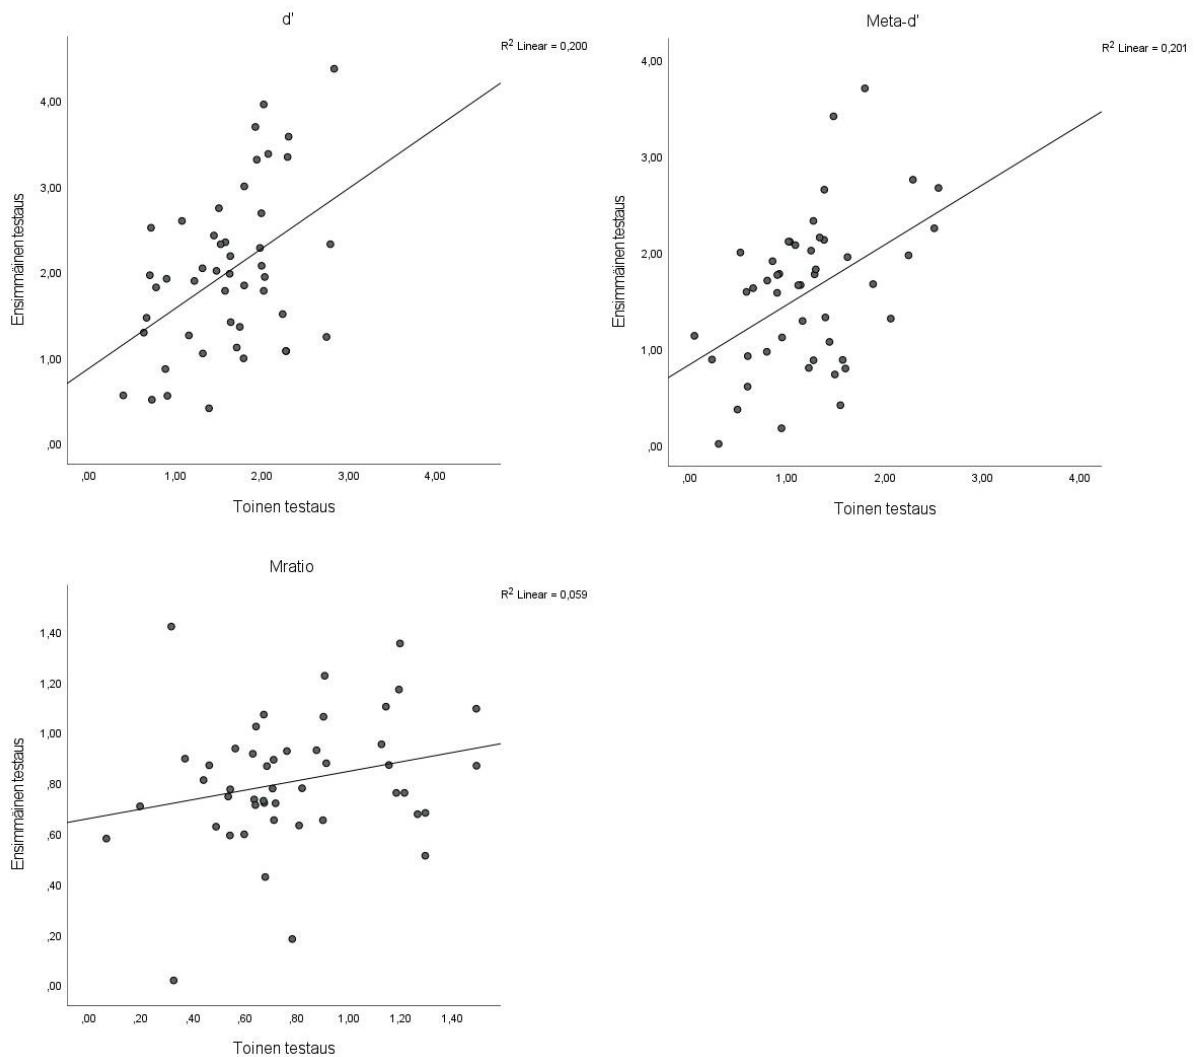 d'
R² Linear = 0,200
4,00
3,00
2,00
1,00
,00
Ensimmäinen testaus
,00 1,00 2,00 3,00 4,00
Toinen testaus
Meta-d'
R² Linear = 0,201
4,00
3,00
2,00
1,00
,00
Ensimmäinen testaus
,00 1,00 2,00 3,00 4,00
Toinen testaus
Mratio
R² Linear = 0,059
1,40
1,20
1,00
,80
,60
,40
,20
,00
Ensimmäinen testaus
,00 ,20 ,40 ,60 ,80 1,00 1,20 1,40
Toinen testaus